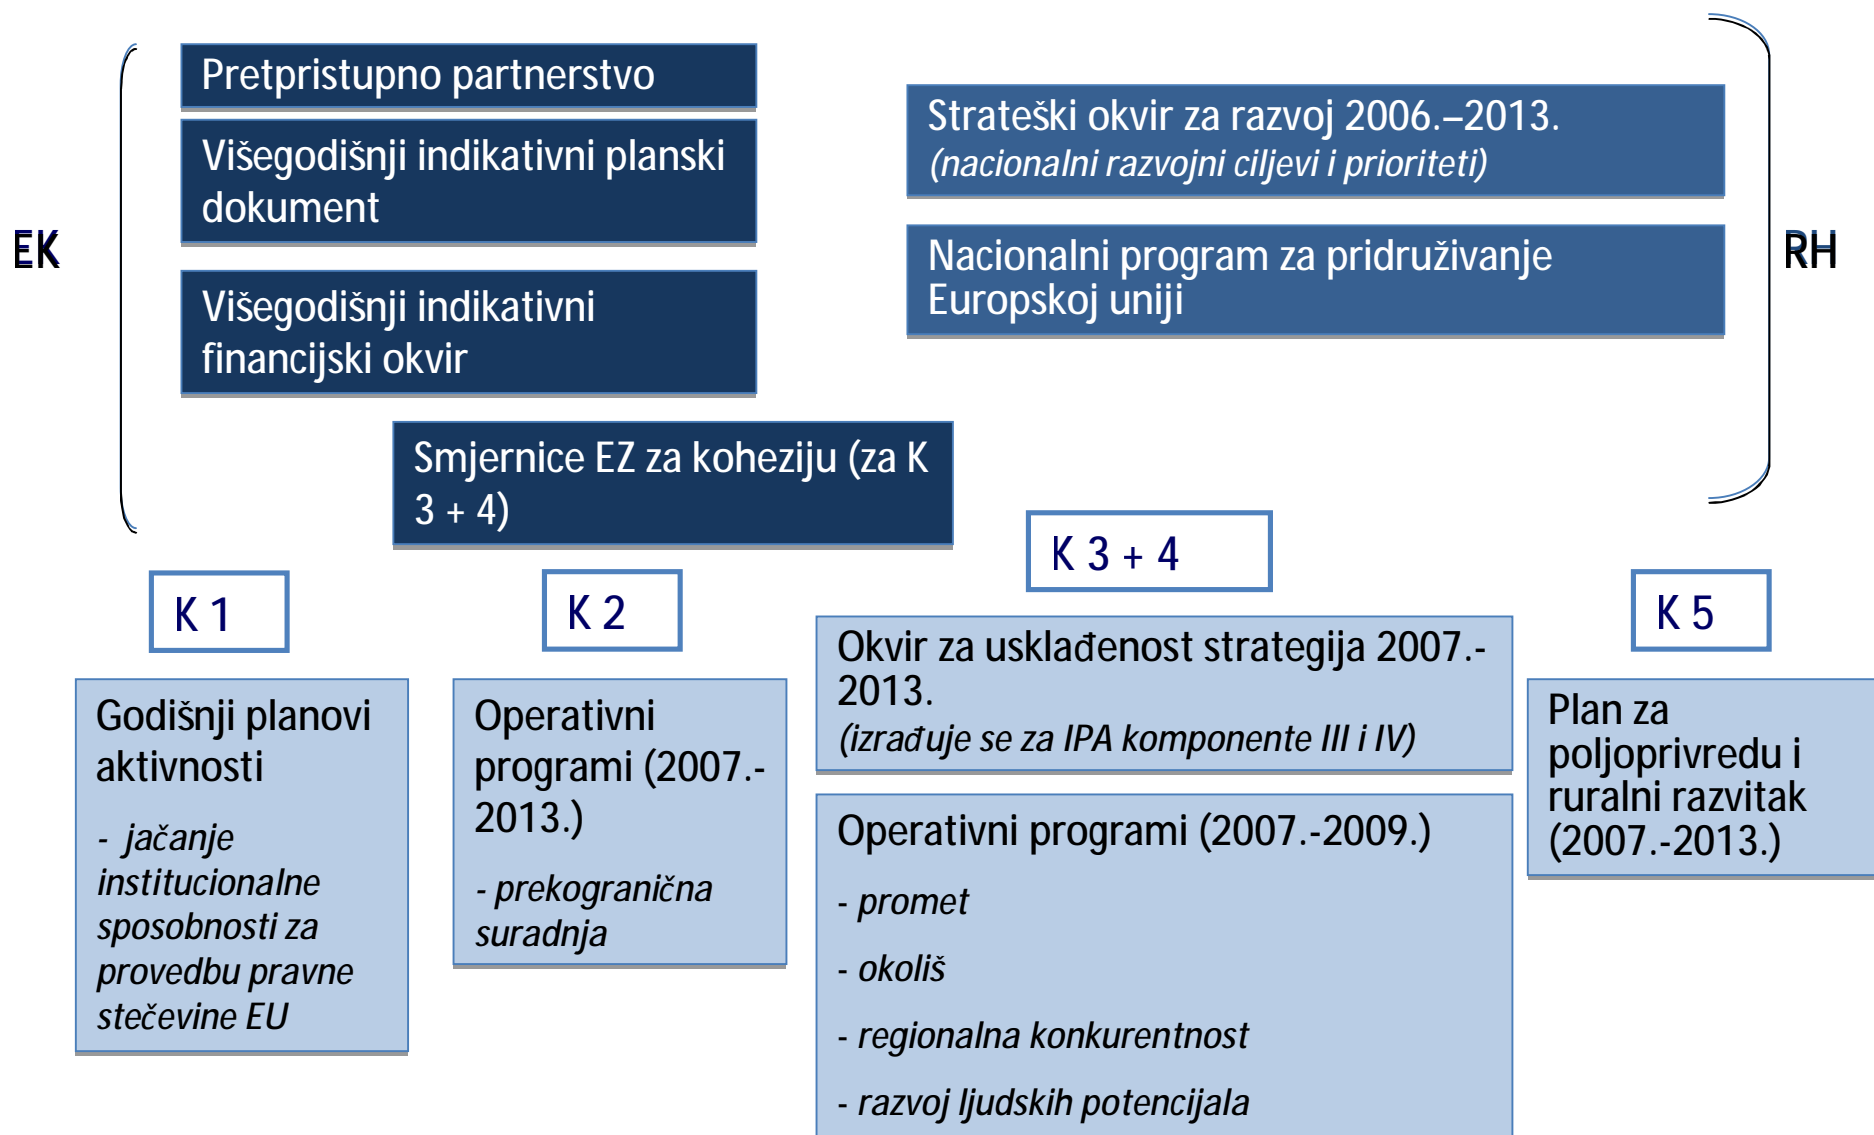 EK
Pretpristupno partnerstvo
Višegodišnji indikativni planski
dokument
Višegodišnji indikativni
financijski okvir
Smjernice EZ za koheziju (za K
3 + 4)
Strateški okvir za razvoj 2006.–2013.
(nacionalni razvojni ciljevi i prioriteti)
Nacionalni program za pridruživanje
Europskoj uniji
RH
K 1
Godišnji planovi
aktivnosti
- jačanje
institucionalne
sposobnosti za
provedbu pravne
stečevine EU
K 2
Operativni
programi (2007.-
2013.)
- prekogranična
suradnja
K 3 + 4
Okvir za usklađenost strategija 2007.-
2013.
(izrađuje se za IPA komponente III i IV)
Operativni programi (2007.-2009.)
- promet
- okoliš
- regionalna konkurentnost
- razvoj ljudskih potencijala
K 5
Plan za
poljoprivredu i
ruralni razvitak
(2007.-2013.)